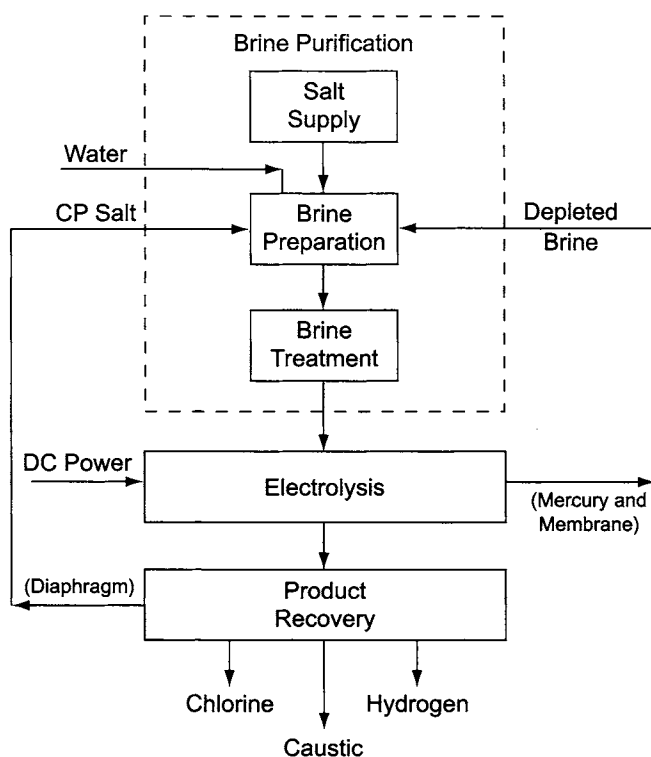 Brine Purification
Salt
Supply
Water
CP Salt
Brine
Preparation
Depleted
Brine
Brine
Treatment
DC Power
Electrolysis
(Mercury and
Membrane)
(Diaphragm)
Product
Recovery
Chlorine
Hydrogen
Caustic